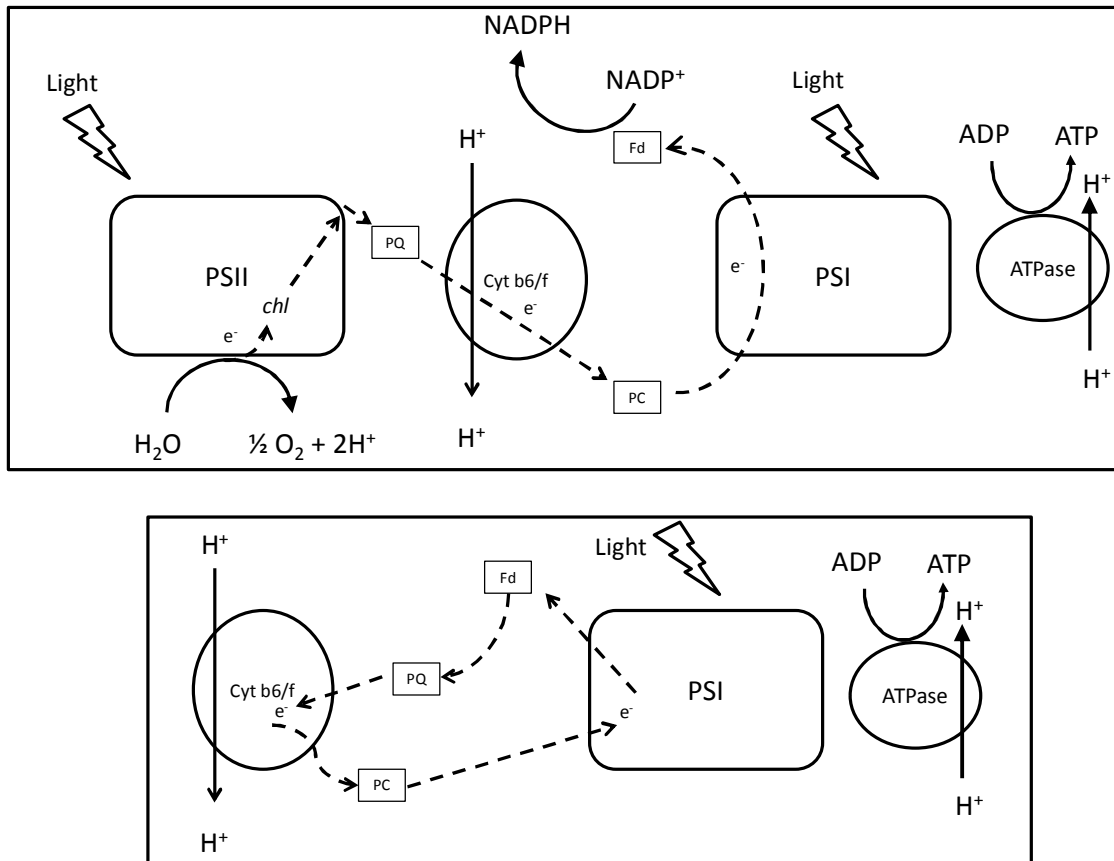 NADPH
Light
NADP⁺
Light
H⁺
Fd
ADP
ATP
H⁺
PQ
PSII
Cyt b6/f
e⁻
PSI
ATPase
chl
e⁻
e⁻
PC
H⁺
H₂O
½ O₂ + 2H⁺
H⁺
H⁺
Light
Fd
ADP
ATP
H⁺
PQ
Cyt b6/f
e⁻
PSI
e⁻
ATPase
PC
H⁺
H⁺